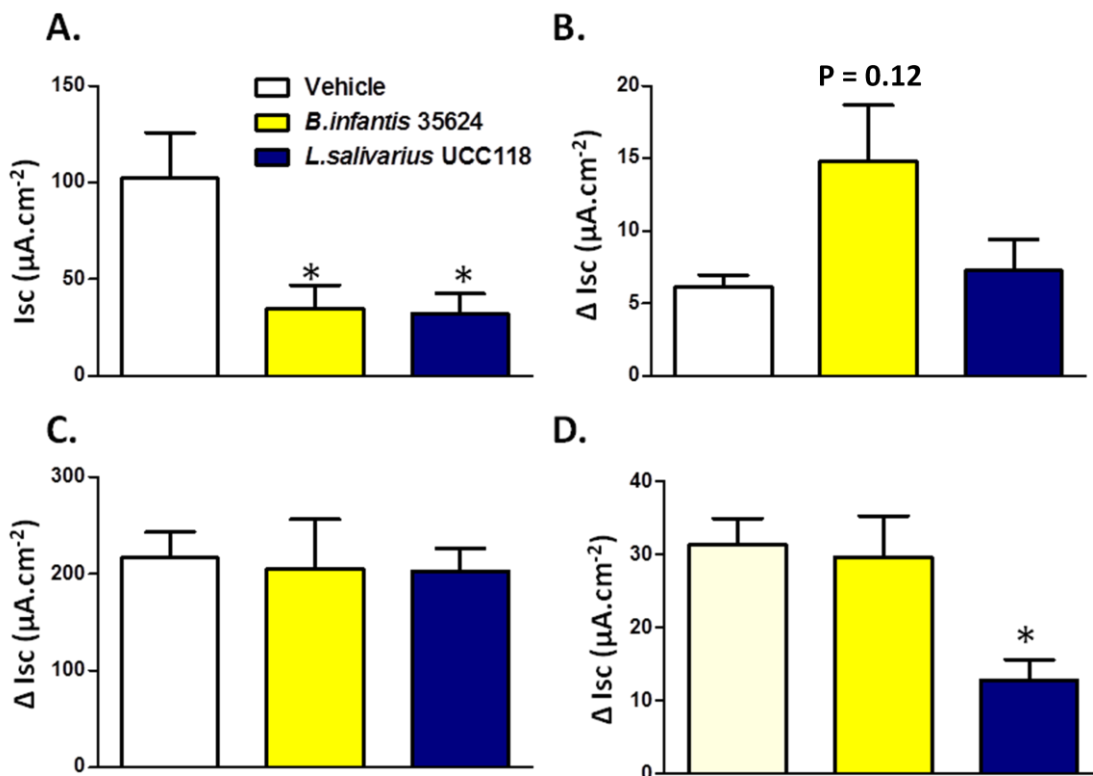 A.
150
100
50
0
Isc (µA.cm⁻²)
Vehicle
B.infantis 35624
L.salivarius UCC118
*
*
B.
P = 0.12
20
15
10
5
0
Δ Isc (µA.cm⁻²)
C.
300
200
100
0
Δ Isc (µA.cm⁻²)
D.
40
30
20
10
0
Δ Isc (µA.cm⁻²)
*